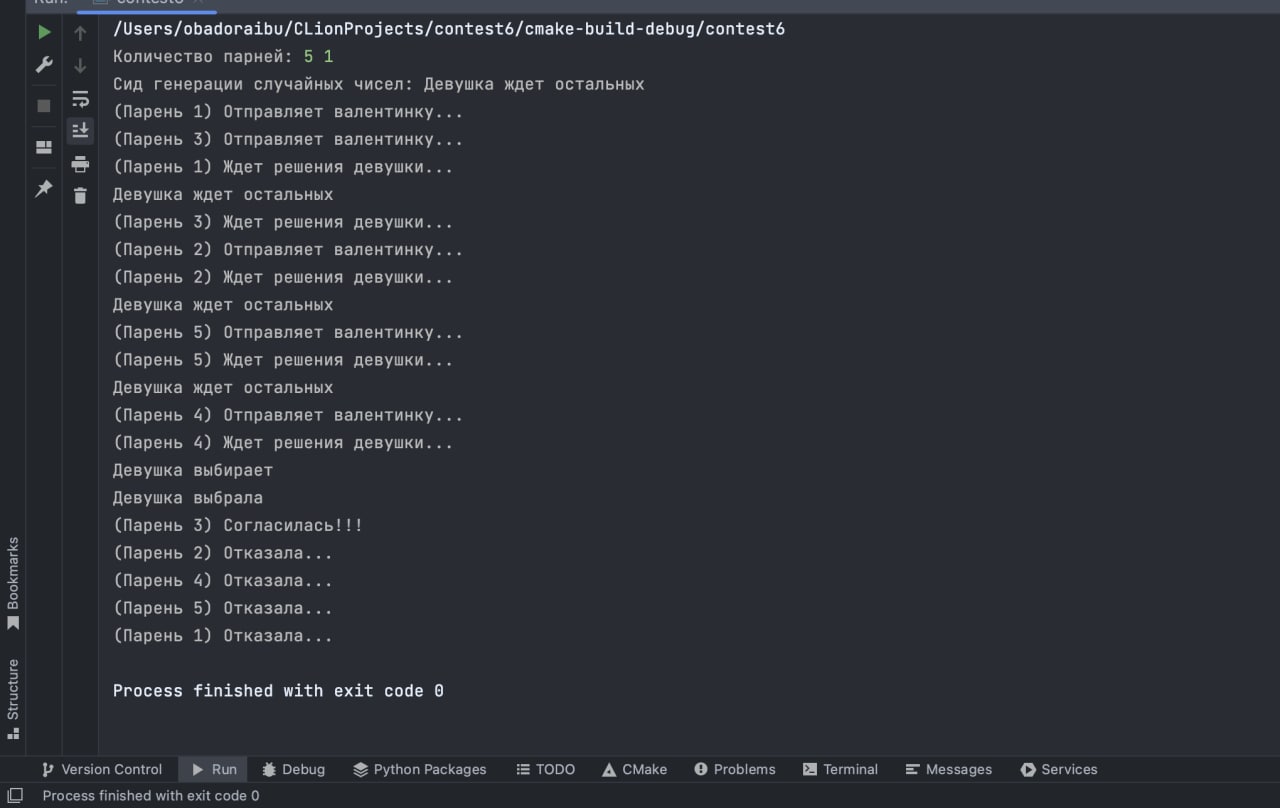 Run:
contest6
/Users/obadoraibu/CLionProjects/contest6/cmake-build-debug/contest6
Количество парней: 5 1
Сид генерации случайных чисел: Девушка ждет остальных
(Парень 1) Отправляет валентинку...
(Парень 3) Отправляет валентинку...
(Парень 1) Ждет решения девушки...
Девушка ждет остальных
(Парень 3) Ждет решения девушки...
(Парень 2) Отправляет валентинку...
(Парень 2) Ждет решения девушки...
Девушка ждет остальных
(Парень 5) Отправляет валентинку...
(Парень 5) Ждет решения девушки...
Девушка ждет остальных
(Парень 4) Отправляет валентинку...
(Парень 4) Ждет решения девушки...
Девушка выбирает
Девушка выбрала
(Парень 3) Согласилась!!!
(Парень 2) Отказала...
(Парень 4) Отказала...
(Парень 5) Отказала...
(Парень 1) Отказала...
Process finished with exit code 0
Bookmarks
Structure
Version Control Run Debug Python Packages TODO CMake Problems Terminal Messages Services
Process finished with exit code 0